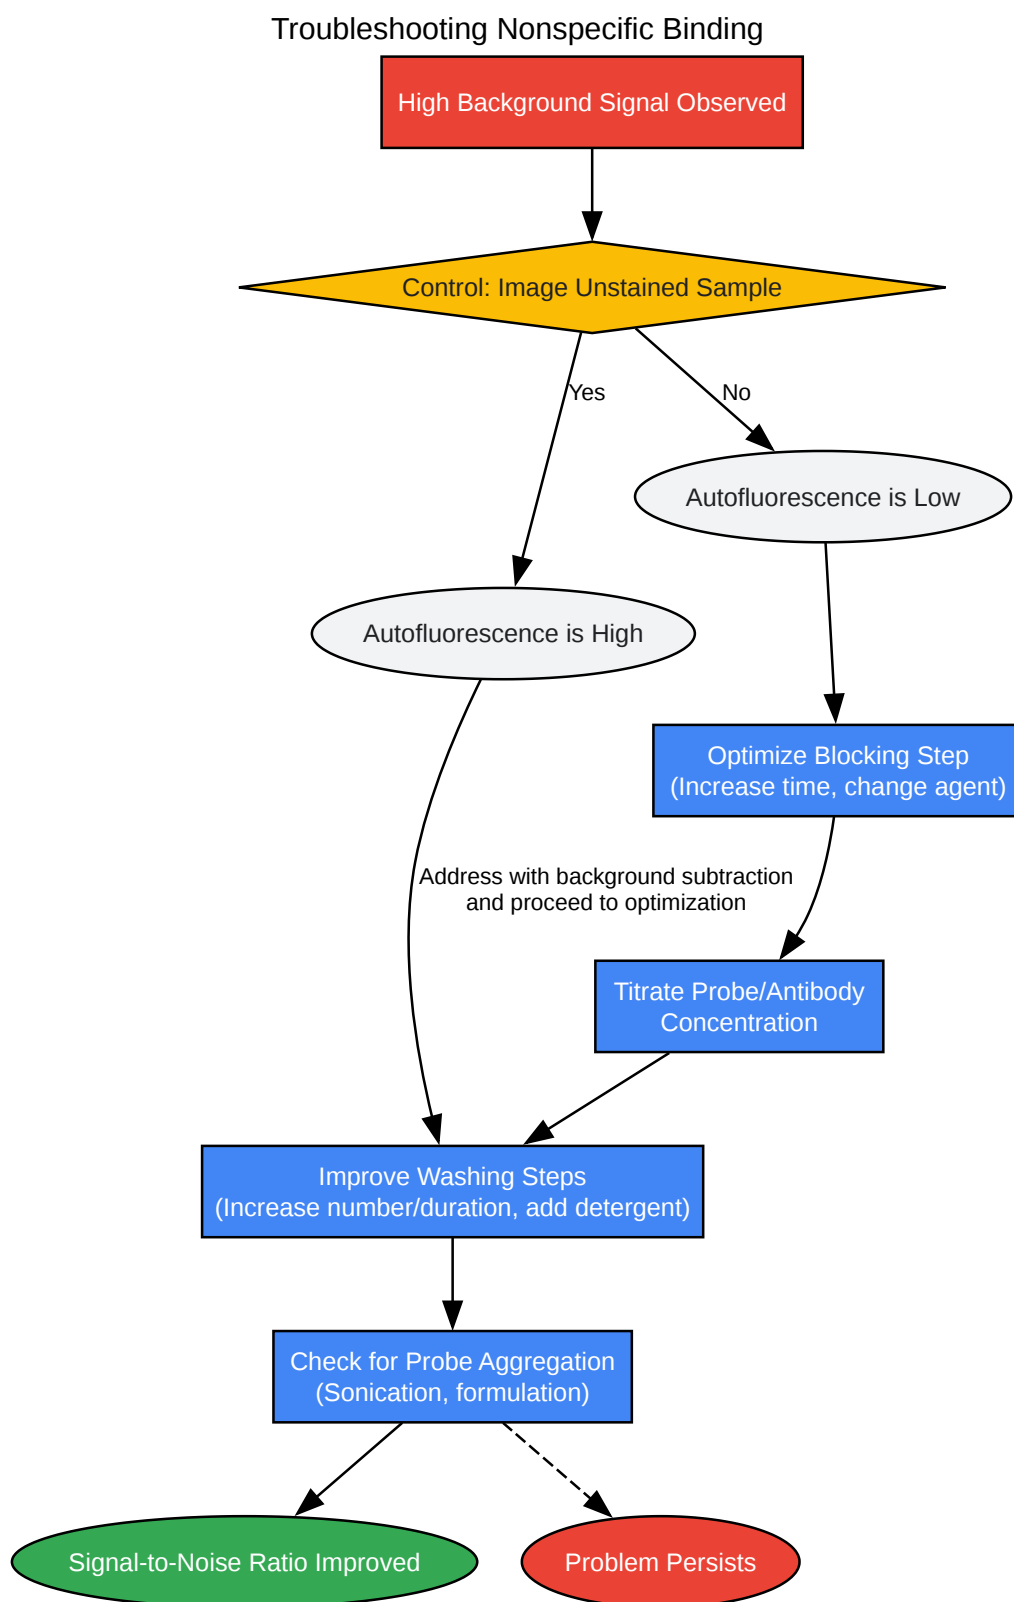 Troubleshooting Nonspecific Binding
High Background Signal Observed
Control: Image Unstained Sample
Yes
No
Autofluorescence is Low
Autofluorescence is High
Optimize Blocking Step
(Increase time, change agent)
Address with background subtraction
and proceed to optimization
Titrate Probe/Antibody
Concentration
Improve Washing Steps
(Increase number/duration, add detergent)
Check for Probe Aggregation
(Sonication, formulation)
Signal-to-Noise Ratio Improved
Problem Persists